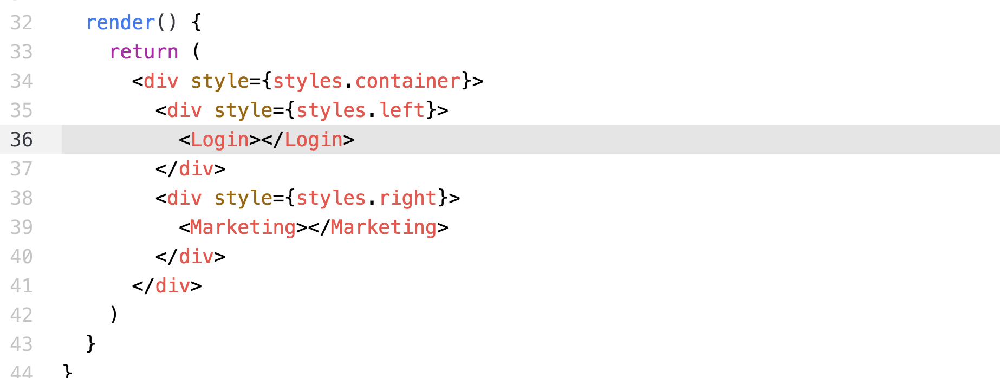 32 render() {
33 return (
34 <div style={styles.container}>
35 <div style={styles.left}>
36 <Login></Login>
37 </div>
38 <div style={styles.right}>
39 <Marketing></Marketing>
40 </div>
41 </div>
42 )
43 }
44 }